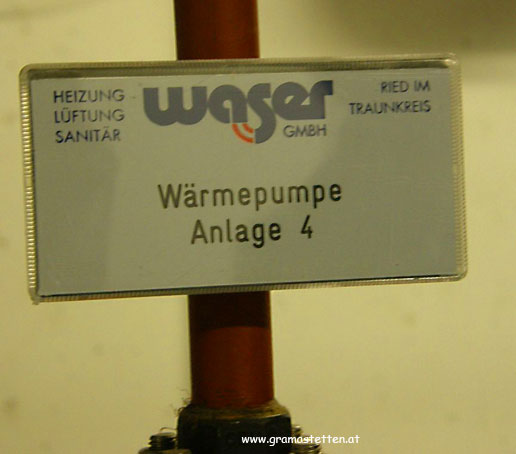 HEIZUNG
LÜFTUNG
SANITÄR
waser
GMBH
RIED IM
TRAUNKREIS
Wärmepumpe
Anlage 4
www.gramastetten.at